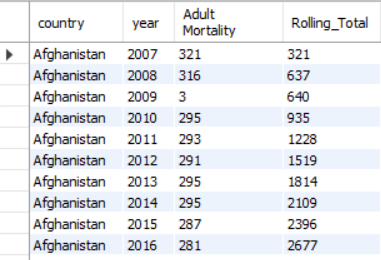 country year Adult Mortality Rolling_Total
Afghanistan 2007 321 321
Afghanistan 2008 316 637
Afghanistan 2009 3 640
Afghanistan 2010 295 935
Afghanistan 2011 293 1228
Afghanistan 2012 291 1519
Afghanistan 2013 295 1814
Afghanistan 2014 295 2109
Afghanistan 2015 287 2396
Afghanistan 2016 281 2677